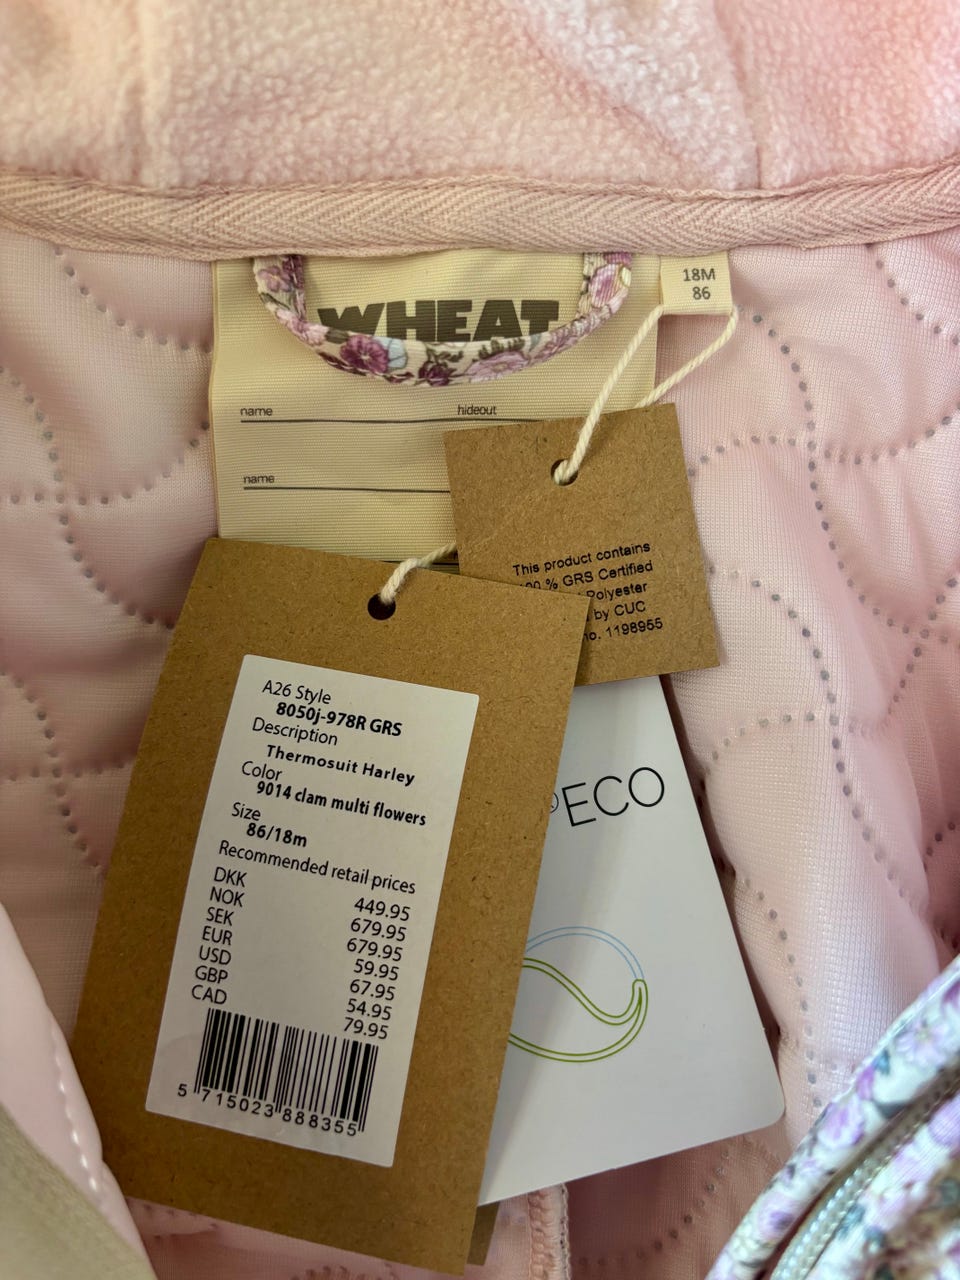 WHEAT
18M
86
name hideout
name
This product contains
% GRS Certified
Polyester
by CUC
no. 1198955
A26 Style
8050j-978R GRS
Description
Thermosuit Harley
Color
9014 clam multi flowers
Size
86/18m
Recommended retail prices
DKK 449.95
NOK 679.95
SEK 679.95
EUR 59.95
USD 67.95
GBP 54.95
CAD 79.95
5 715023 888355
®ECO